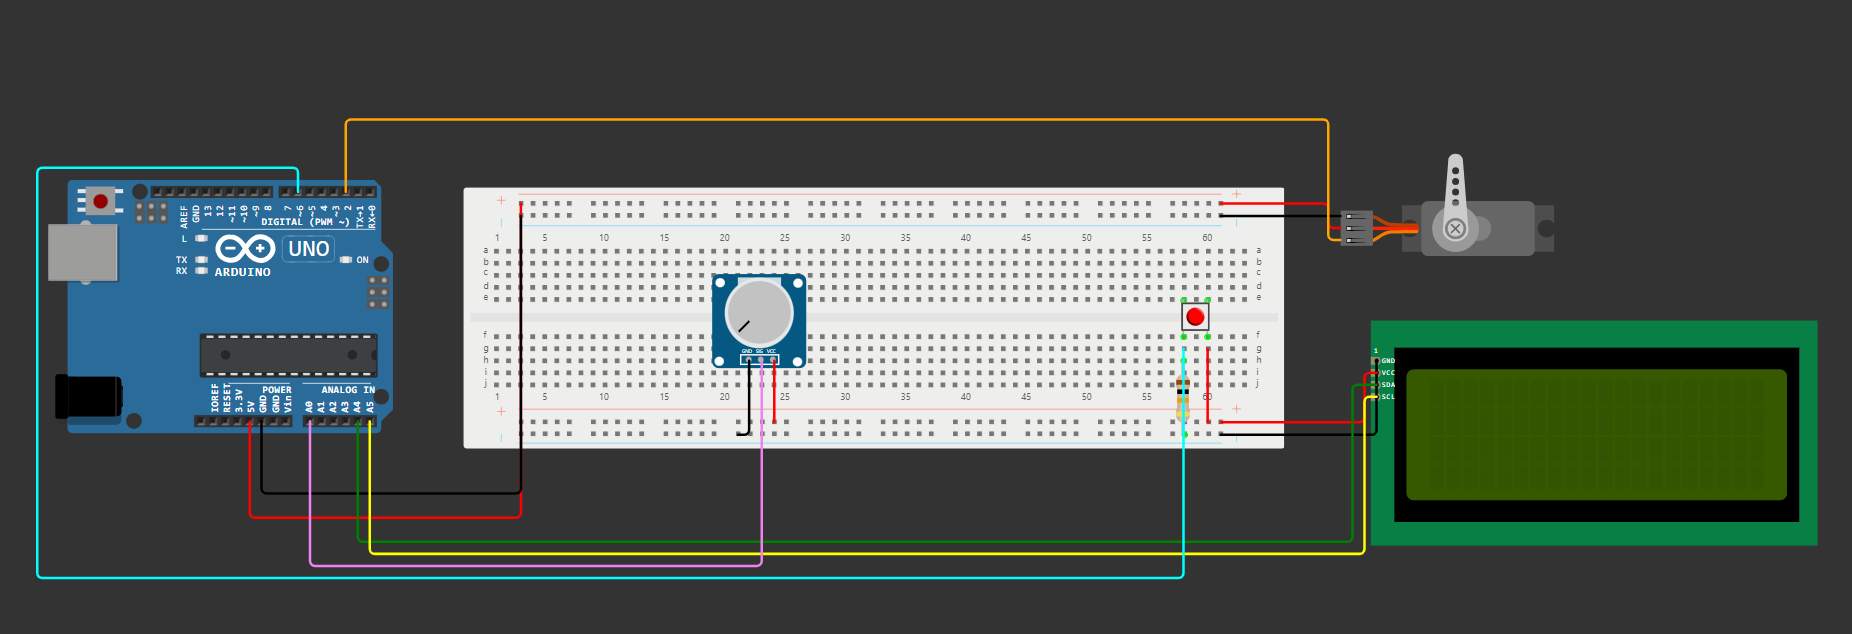 AREF
GND
13
12
~11
~10
~9
8
7
~6
~5
4
~3
2
TX→1
RX←0
DIGITAL (PWM ~)
L
TX
RX
UNO
ON
ARDUINO
POWER
ANALOG IN
IOREF
RESET
3.3V
5V
GND
GND
Vin
A0
A1
A2
A3
A4
A5
1 5 10 15 20 25 30 35 40 45 50 55 60
a a
b b
c c
d d
e e
f f
g g
h h
i i
j j
1 5 10 15 20 25 30 35 40 45 50 55 60
GND SIG VCC
1
GND
VCC
SDA
SCL